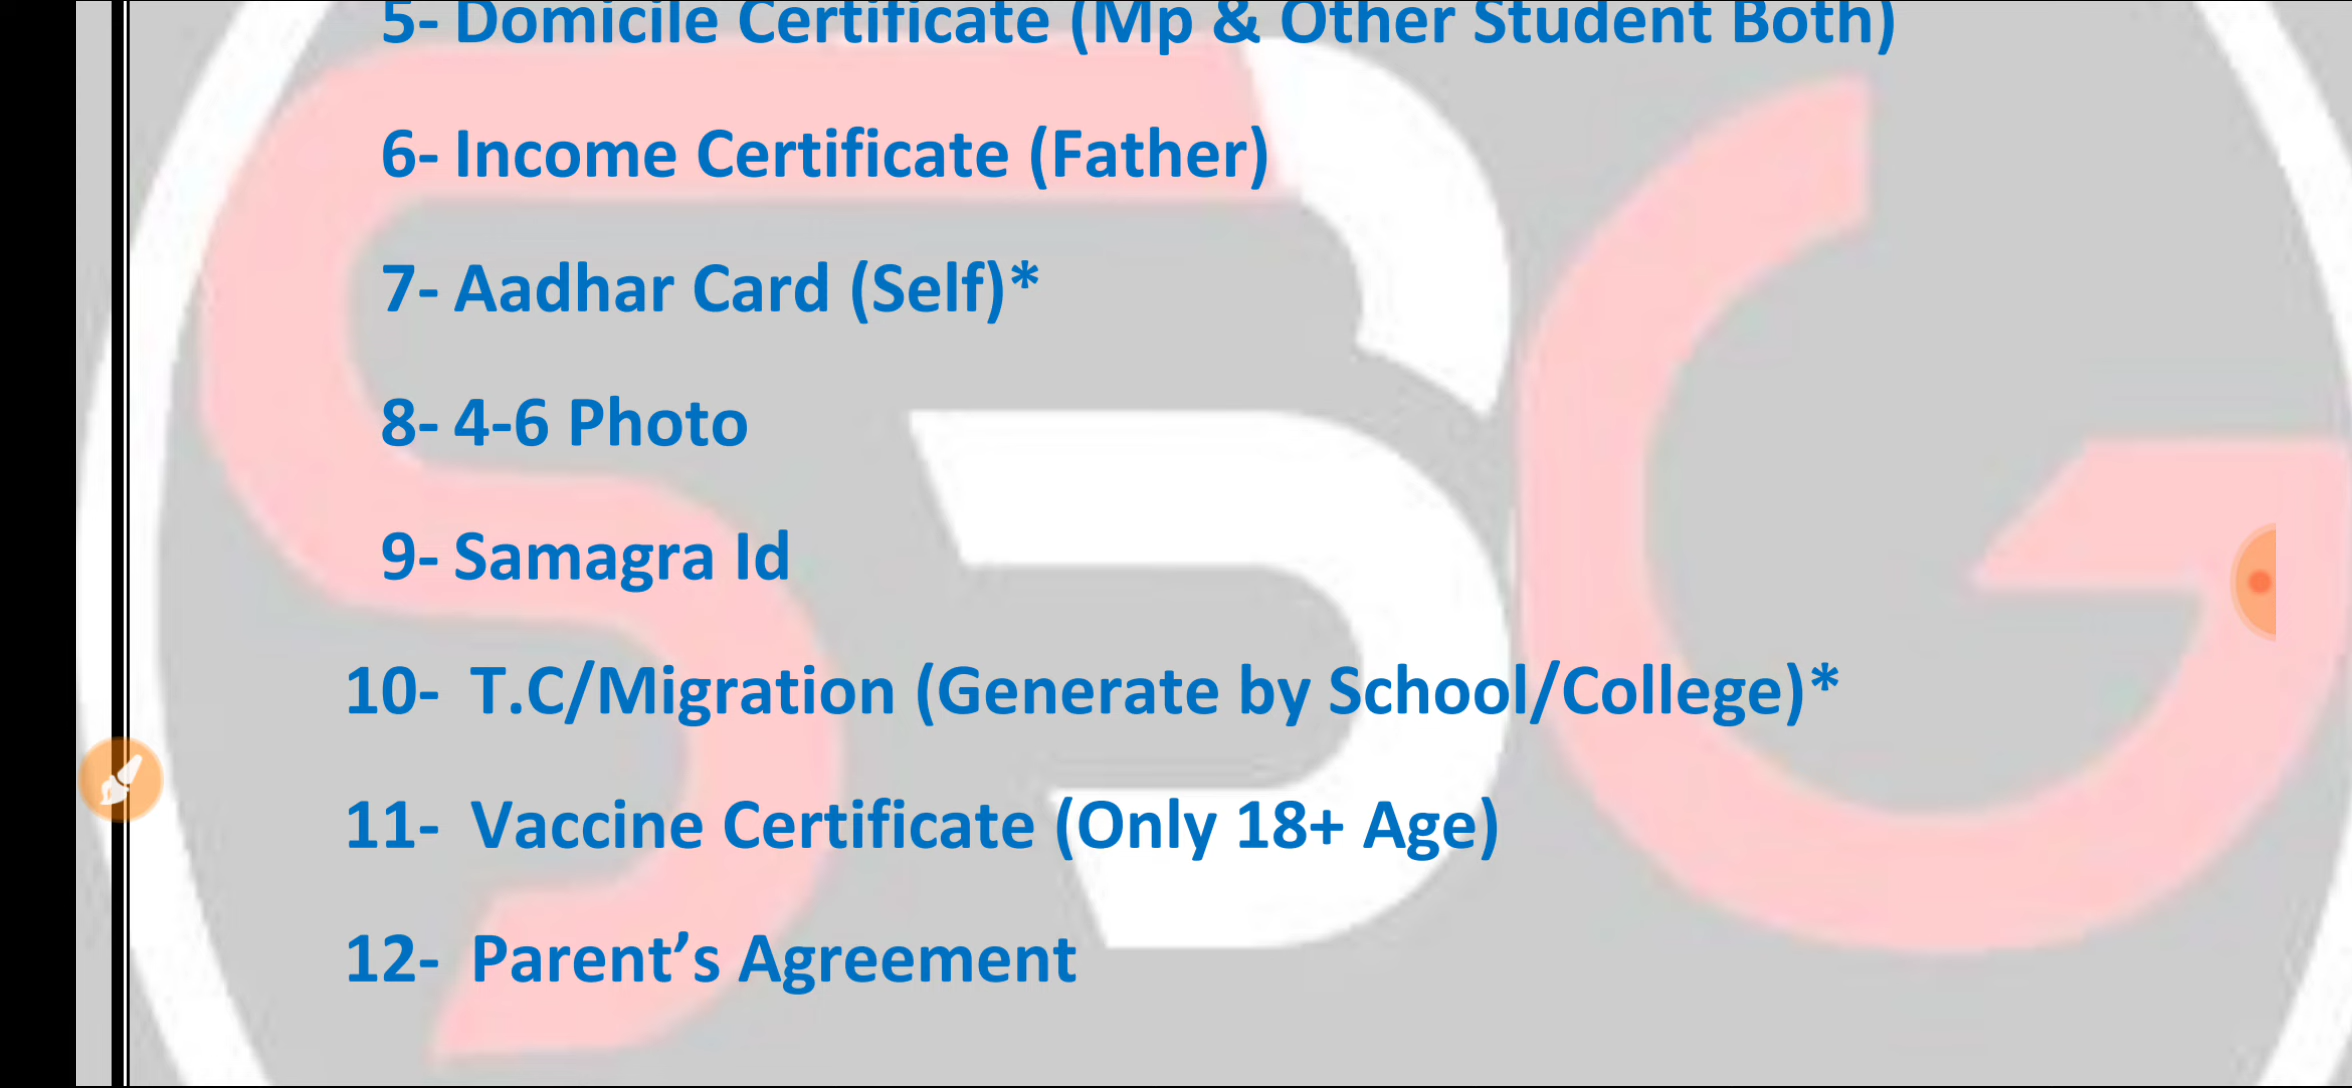 5- Domicile Certificate (Mp & Other Student Both)
6- Income Certificate (Father)
7- Aadhar Card (Self)*
8- 4-6 Photo
9- Samagra Id
10- T.C/Migration (Generate by School/College)*
11- Vaccine Certificate (Only 18+ Age)
12- Parent’s Agreement